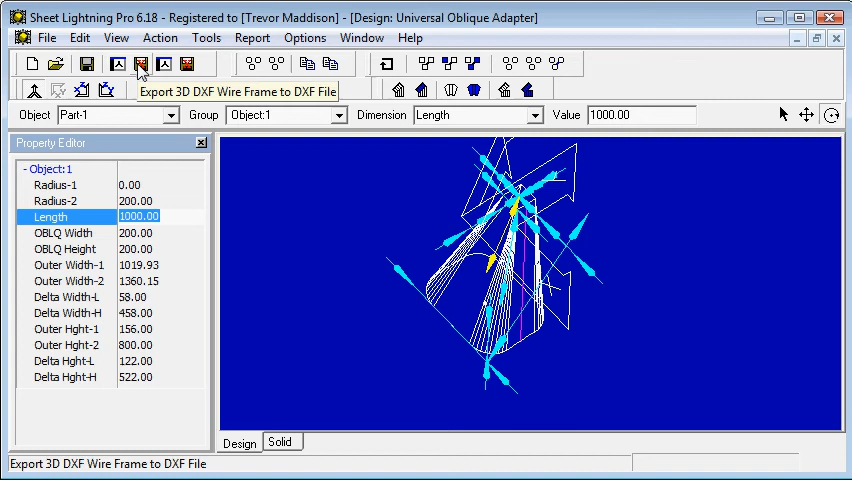 Sheet Lightning Pro 6.18 - Registered to [Trevor Maddison] - [Design: Universal Oblique Adapter]
File Edit View Action Tools Report Options Window Help
Export 3D DXF Wire Frame to DXF File
Object Part-1 Group Object:1 Dimension Length Value 1000.00
Property Editor
- Object:1
Radius-1 0.00
Radius-2 200.00
Length 1000.00
OBLQ Width 200.00
OBLQ Height 200.00
Outer Width-1 1019.93
Outer Width-2 1360.15
Delta Width-L 58.00
Delta Width-H 458.00
Outer Hght-1 156.00
Outer Hght-2 800.00
Delta Hght-L 122.00
Delta Hght-H 522.00
Design Solid
Export 3D DXF Wire Frame to DXF File